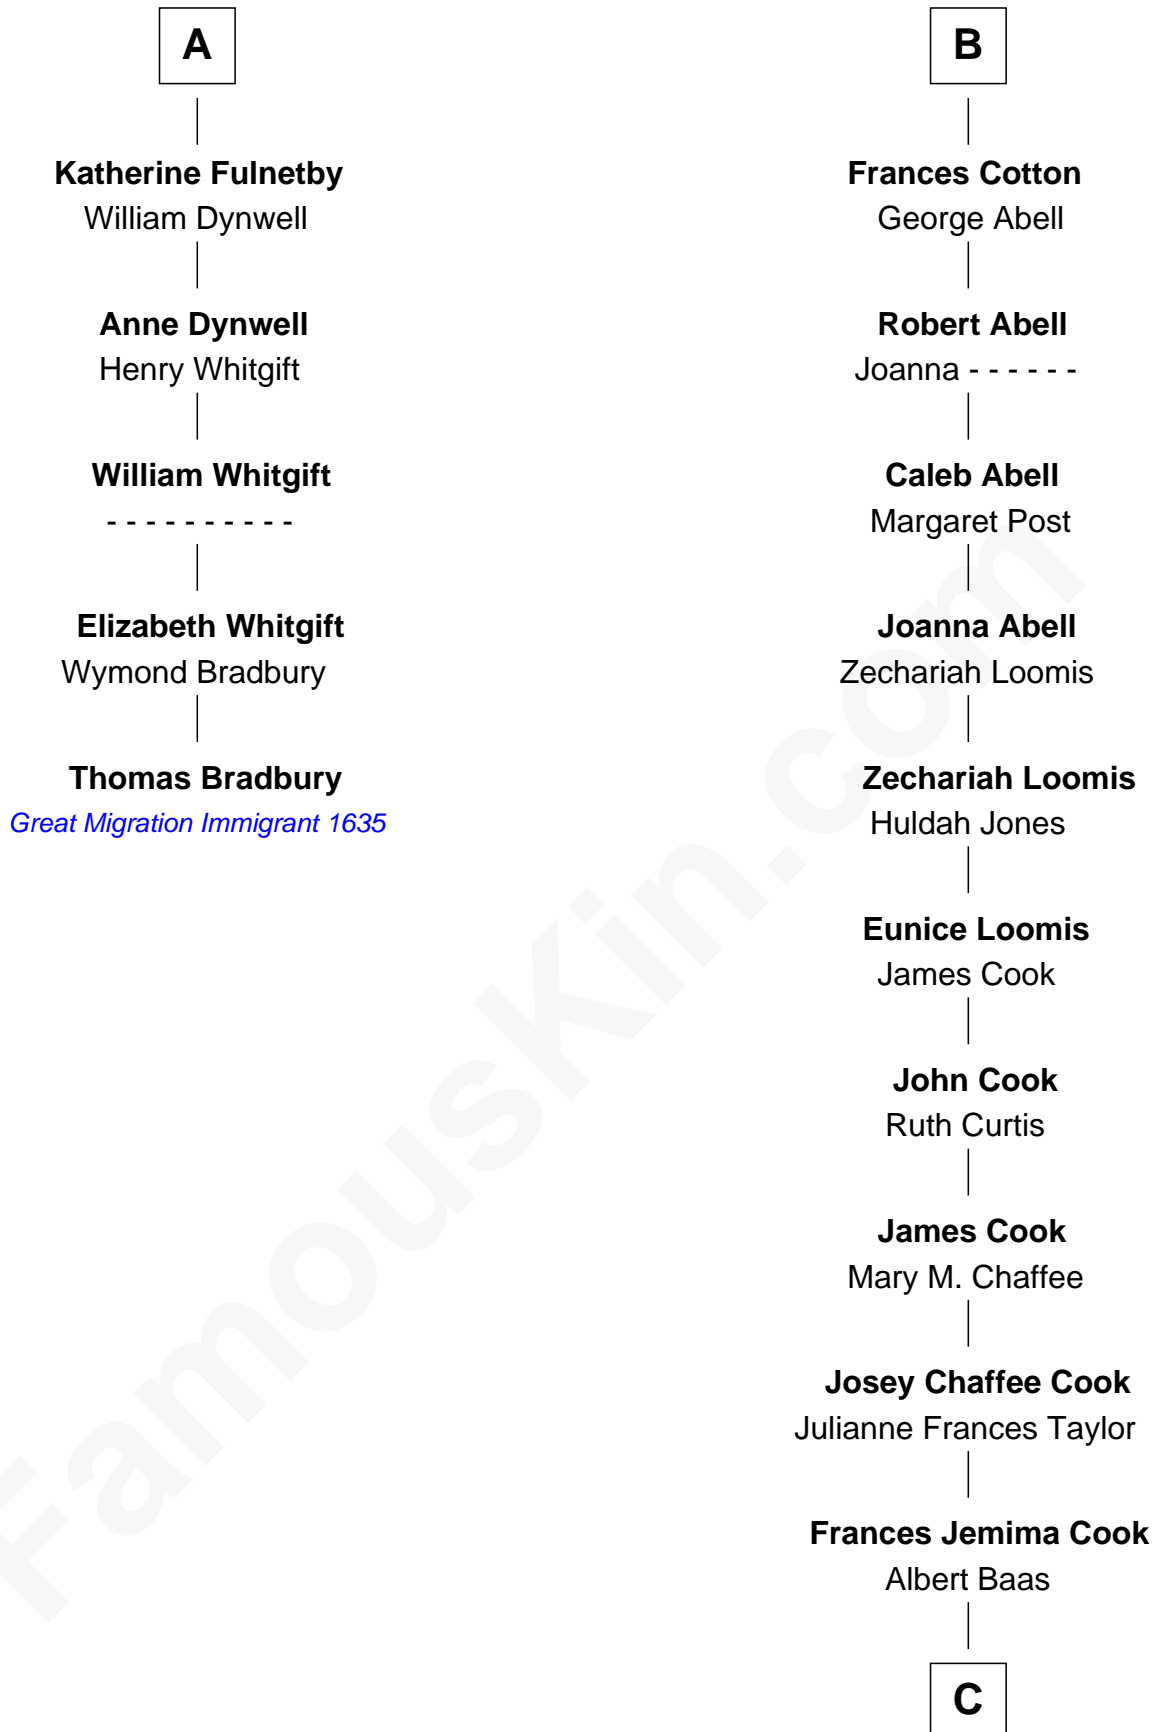 A
Katherine Fulnetby
William Dynwell
Anne Dynwell
Henry Whitgift
William Whitgift
- - - - - - - - - -
Elizabeth Whitgift
Wymond Bradbury
Thomas Bradbury
Great Migration Immigrant 1635
B
Frances Cotton
George Abell
Robert Abell
Joanna - - - - - -
Caleb Abell
Margaret Post
Joanna Abell
Zechariah Loomis
Zechariah Loomis
Huldah Jones
Eunice Loomis
James Cook
John Cook
Ruth Curtis
James Cook
Mary M. Chaffee
Josey Chaffee Cook
Julianne Frances Taylor
Frances Jemima Cook
Albert Baas
C
FamousKin.com